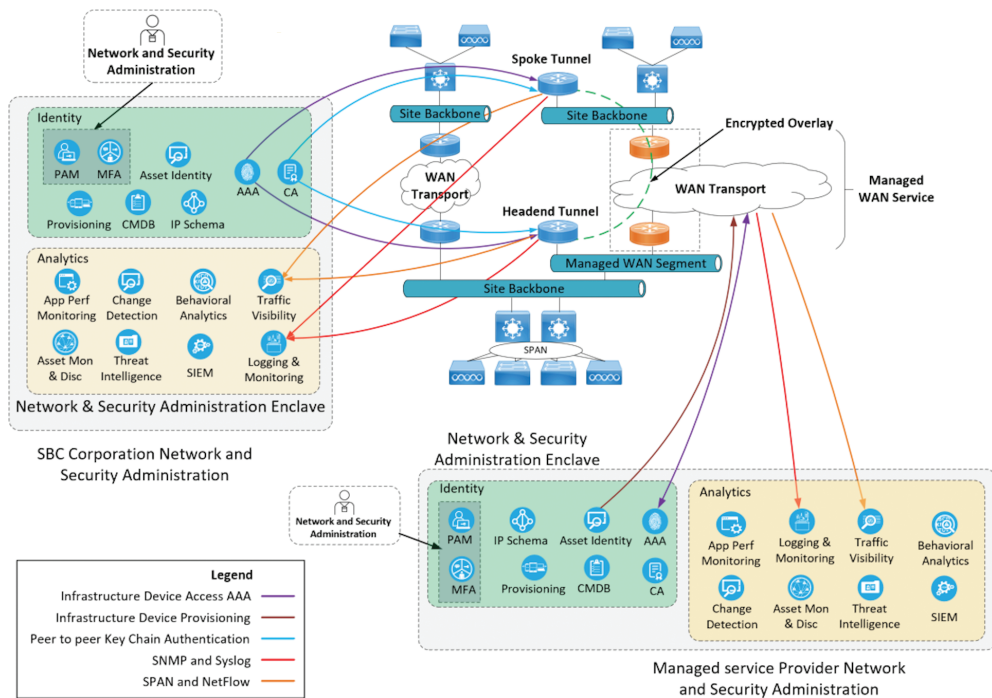 Network and Security
Administration
Identity
PAM
MFA
Asset Identity
AAA
CA
Provisioning
CMDB
IP Schema
Analytics
App Perf
Monitoring
Change
Detection
Behavioral
Analytics
Traffic
Visibility
Asset Mon
& Disc
Threat
Intelligence
SIEM
Logging &
Monitoring
Network & Security Administration Enclave
SBC Corporation Network and
Security Administration
Spoke Tunnel
Site Backbone
Site Backbone
Encrypted Overlay
WAN
Transport
WAN Transport
Managed
WAN Service
Headend Tunnel
Managed WAN Segment
Site Backbone
SPAN
Network & Security
Administration Enclave
Network and Security
Administration
Identity
PAM
IP Schema
Asset Identity
AAA
MFA
Provisioning
CMDB
CA
Analytics
App Perf
Monitoring
Logging &
Monitoring
Traffic
Visibility
Behavioral
Analytics
Change
Detection
Asset Mon
& Disc
Threat
Intelligence
SIEM
Managed service Provider Network
and Security Administration
Legend
Infrastructure Device Access AAA
Infrastructure Device Provisioning
Peer to peer Key Chain Authentication
SNMP and Syslog
SPAN and NetFlow